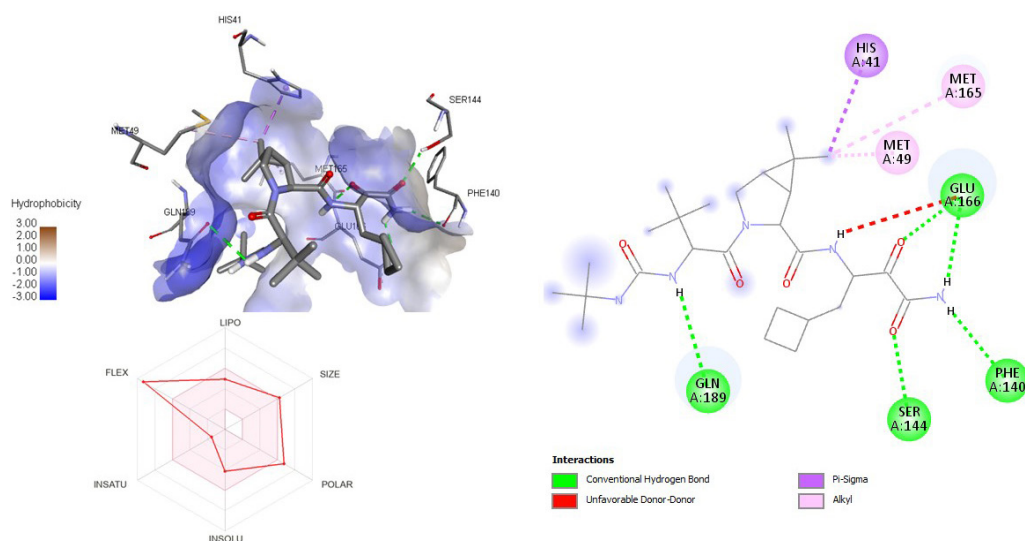 HIS41
SER144
MET49
MET165
PHE140
GLN189
Hydrophobicity
3.00
2.00
1.00
0.00
-1.00
-2.00
-3.00
LIPO
FLEX
SIZE
INSATU
POLAR
INSOLU
HIS
A:41
MET
A:165
MET
A:49
GLU
A:166
H
N
O
O
N
O
N
H
O
N
H
O
N
H
H
O
GLN
A:189
SER
A:144
PHE
A:140
Interactions
Conventional Hydrogen Bond
Unfavorable Donor-Donor
Pi-Sigma
Alkyl